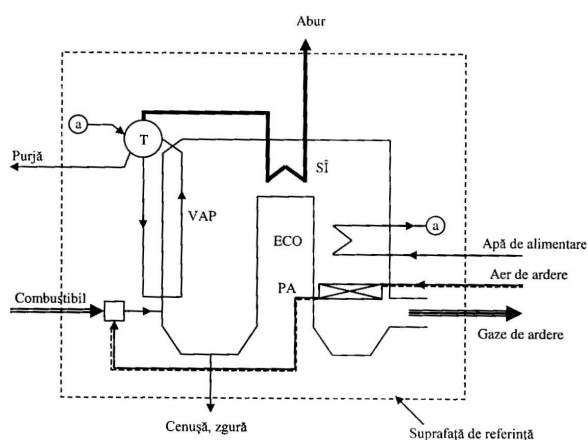 Abur
a
T
Purjă
SÎ
VAP
ECO
a
Apă de alimentare
Aer de ardere
PA
Combustibil
Gaze de ardere
Cenuşă, zgură
Suprafaţă de referinţă